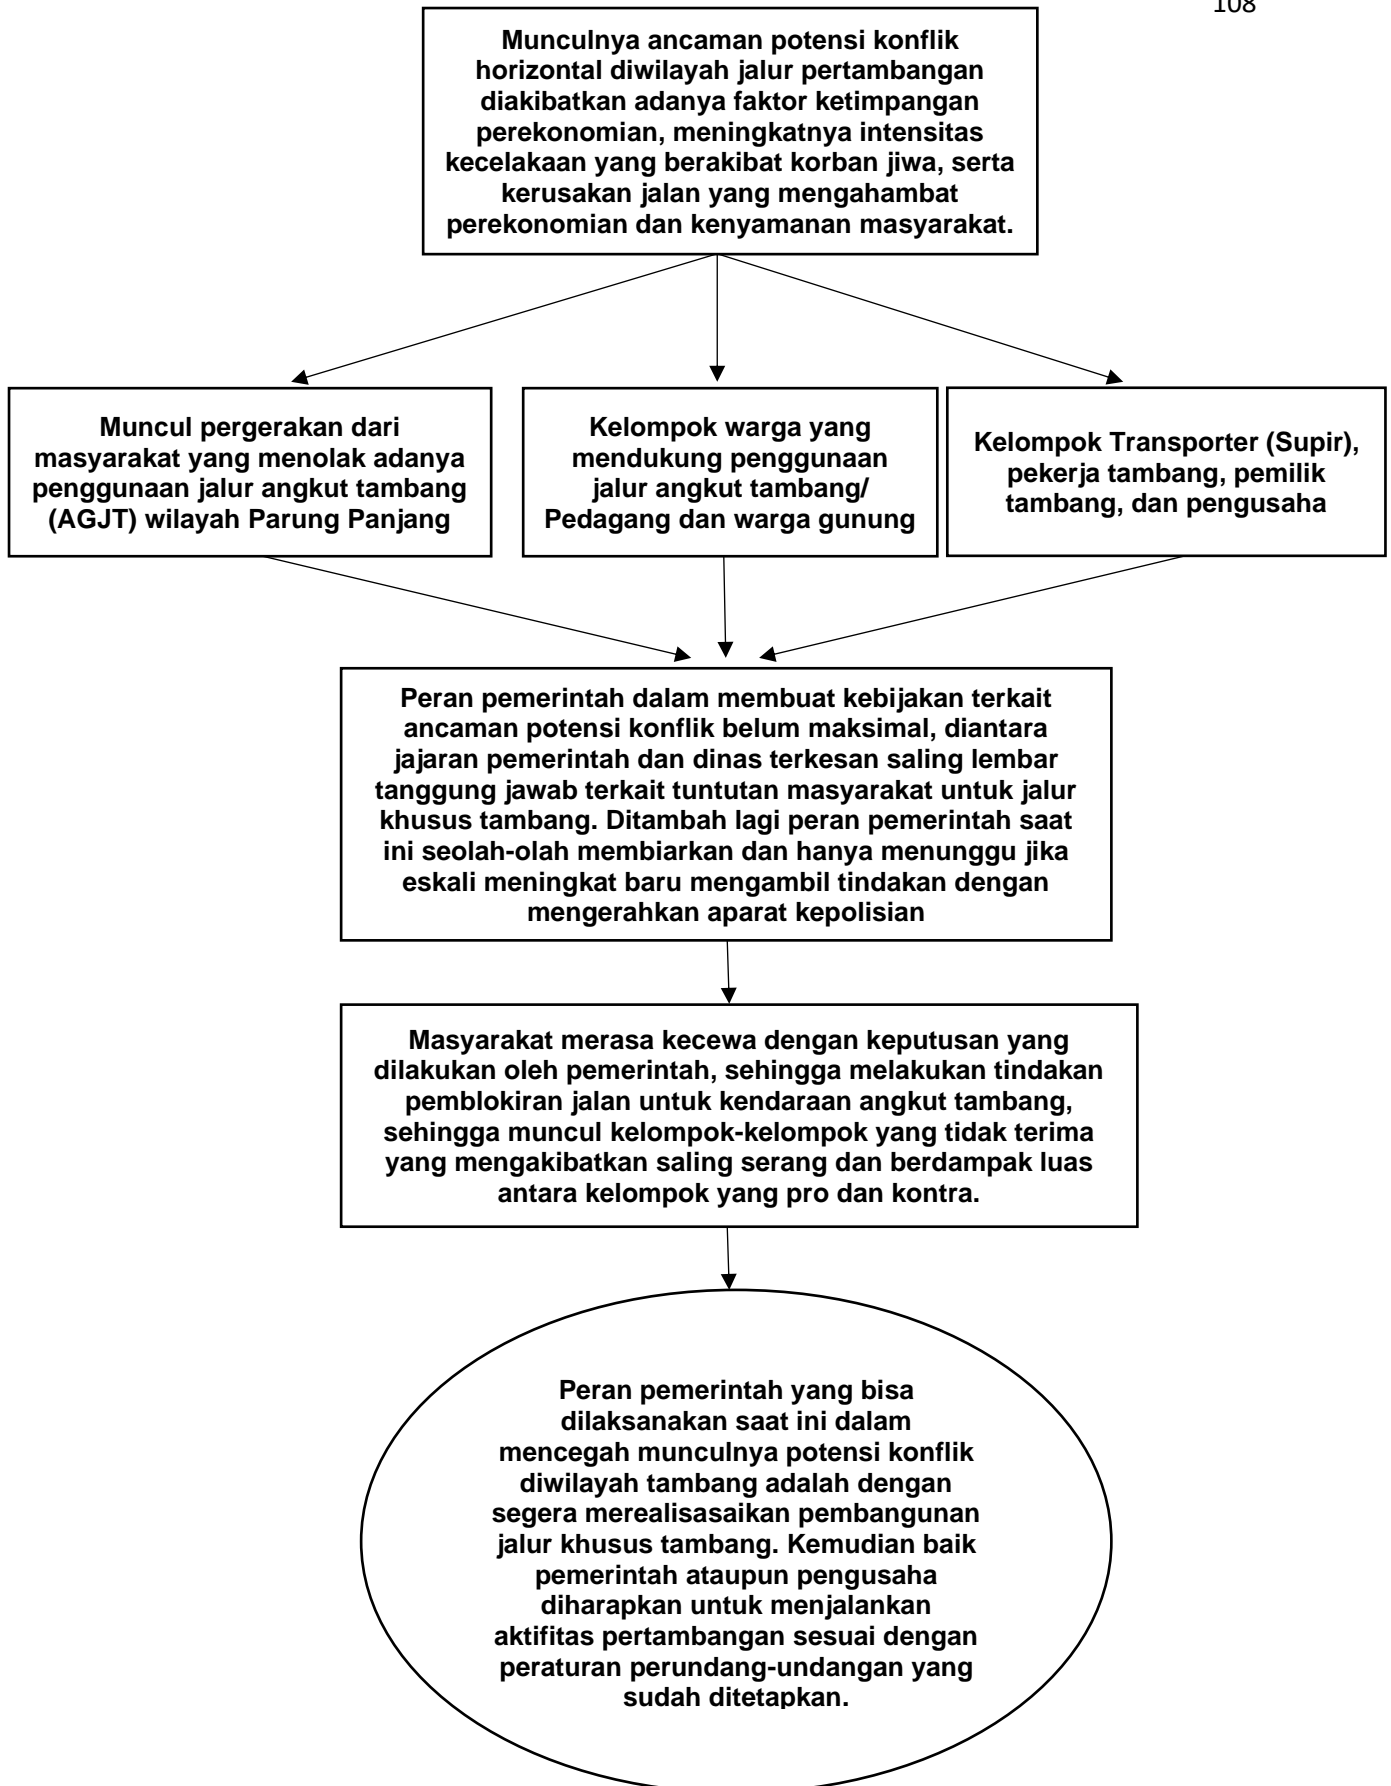 108
Munculnya ancaman potensi konflik
horizontal diwilayah jalur pertambangan
diakibatkan adanya faktor ketimpangan
perekonomian, meningkatnya intensitas
kecelakaan yang berakibat korban jiwa, serta
kerusakan jalan yang mengahambat
perekonomian dan kenyamanan masyarakat.
Muncul pergerakan dari
masyarakat yang menolak adanya
penggunaan jalur angkut tambang
(AGJT) wilayah Parung Panjang
Kelompok warga yang
mendukung penggunaan
jalur angkut tambang/
Pedagang dan warga gunung
Kelompok Transporter (Supir),
pekerja tambang, pemilik
tambang, dan pengusaha
Peran pemerintah dalam membuat kebijakan terkait
ancaman potensi konflik belum maksimal, diantara
jajaran pemerintah dan dinas terkesan saling lembar
tanggung jawab terkait tuntutan masyarakat untuk jalur
khusus tambang. Ditambah lagi peran pemerintah saat
ini seolah-olah membiarkan dan hanya menunggu jika
eskali meningkat baru mengambil tindakan dengan
mengerahkan aparat kepolisian
Masyarakat merasa kecewa dengan keputusan yang
dilakukan oleh pemerintah, sehingga melakukan tindakan
pemblokiran jalan untuk kendaraan angkut tambang,
sehingga muncul kelompok-kelompok yang tidak terima
yang mengakibatkan saling serang dan berdampak luas
antara kelompok yang pro dan kontra.
Peran pemerintah yang bisa
dilaksanakan saat ini dalam
mencegah munculnya potensi konflik
diwilayah tambang adalah dengan
segera merealisasaikan pembangunan
jalur khusus tambang. Kemudian baik
pemerintah ataupun pengusaha
diharapkan untuk menjalankan
aktifitas pertambangan sesuai dengan
peraturan perundang-undangan yang
sudah ditetapkan.